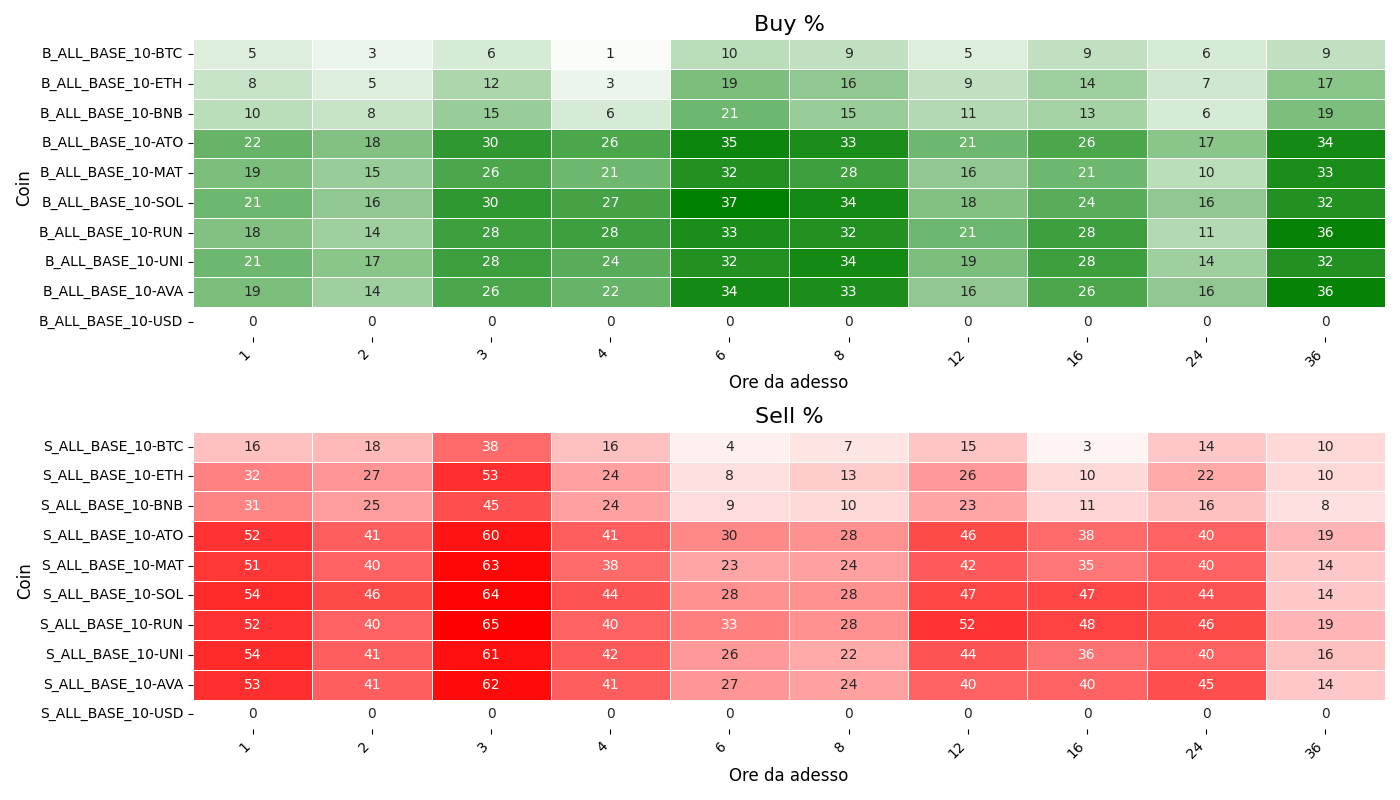 Buy %
Coin
B_ALL_BASE_10-BTC 5 3 6 1 10 9 5 9 6 9
B_ALL_BASE_10-ETH 8 5 12 3 19 16 9 14 7 17
B_ALL_BASE_10-BNB 10 8 15 6 21 15 11 13 6 19
B_ALL_BASE_10-ATO 22 18 30 26 35 33 21 26 17 34
B_ALL_BASE_10-MAT 19 15 26 21 32 28 16 21 10 33
B_ALL_BASE_10-SOL 21 16 30 27 37 34 18 24 16 32
B_ALL_BASE_10-RUN 18 14 28 28 33 32 21 28 11 36
B_ALL_BASE_10-UNI 21 17 28 24 32 34 19 28 14 32
B_ALL_BASE_10-AVA 19 14 26 22 34 33 16 26 16 36
B_ALL_BASE_10-USD 0 0 0 0 0 0 0 0 0 0
1 2 3 4 6 8 12 16 24 36
Ore da adesso
Sell %
Coin
S_ALL_BASE_10-BTC 16 18 38 16 4 7 15 3 14 10
S_ALL_BASE_10-ETH 32 27 53 24 8 13 26 10 22 10
S_ALL_BASE_10-BNB 31 25 45 24 9 10 23 11 16 8
S_ALL_BASE_10-ATO 52 41 60 41 30 28 46 38 40 19
S_ALL_BASE_10-MAT 51 40 63 38 23 24 42 35 40 14
S_ALL_BASE_10-SOL 54 46 64 44 28 28 47 47 44 14
S_ALL_BASE_10-RUN 52 40 65 40 33 28 52 48 46 19
S_ALL_BASE_10-UNI 54 41 61 42 26 22 44 36 40 16
S_ALL_BASE_10-AVA 53 41 62 41 27 24 40 40 45 14
S_ALL_BASE_10-USD 0 0 0 0 0 0 0 0 0 0
1 2 3 4 6 8 12 16 24 36
Ore da adesso